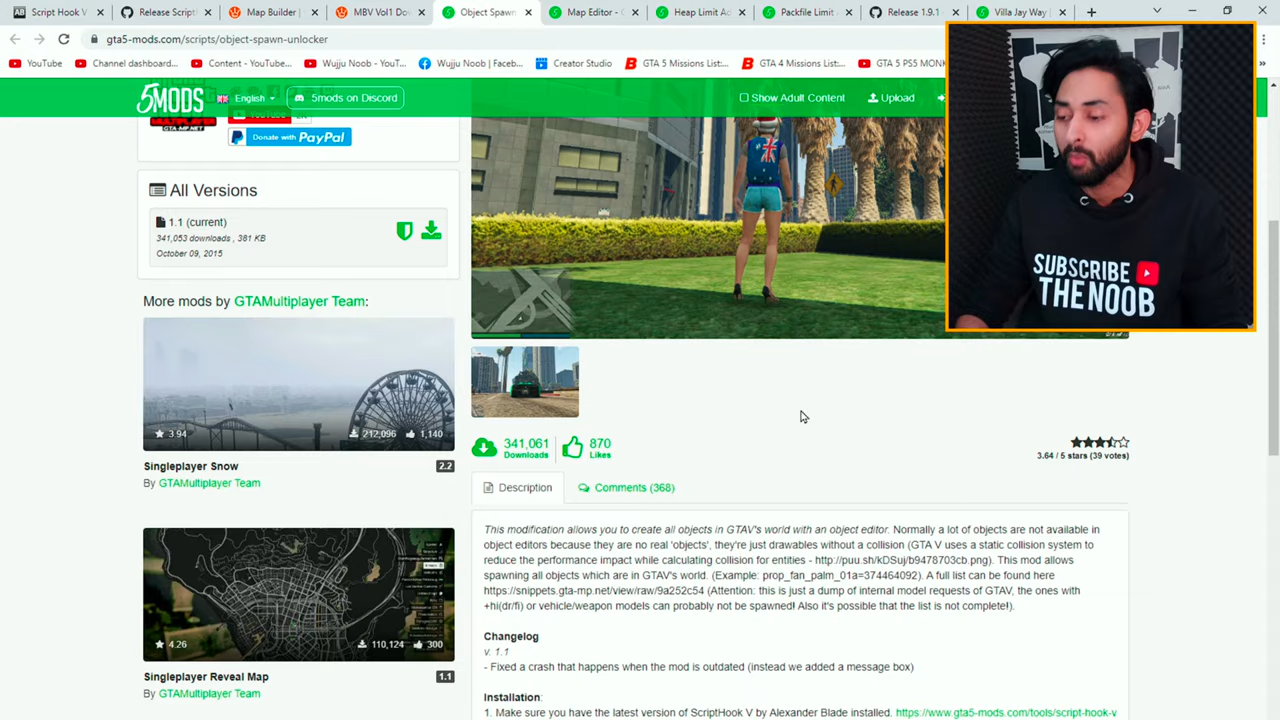 Script Hook V
Release Script
Map Builder
MBV Vol1 Do
Object Spawn
Map Editor -
Heap Limit Ad
Packfile Limit
Release 1.9.1 -
Villa Jay Way
gta5-mods.com/scripts/object-spawn-unlocker
YouTube
Channel dashboard...
Content - YouTube...
Wujju Noob - YouT...
Wujju Noob | Faceb...
Creator Studio
GTA 5 Missions List:...
GTA 4 Missions List:...
GTA 5 PS5 MONK
5MODS
English
5mods on Discord
Show Adult Content
Upload
Donate with PayPal
All Versions
1.1 (current)
341,053 downloads , 381 KB
October 09, 2015
More mods by GTAMultiplayer Team:
3.94
212,096
1,140
Singleplayer Snow
2.2
By GTAMultiplayer Team
4.26
110,124
300
Singleplayer Reveal Map
1.1
By GTAMultiplayer Team
SUBSCRIBE
THE NOOB
341,061
Downloads
870
Likes
3.64 / 5 stars (39 votes)
Description
Comments (368)
This modification allows you to create all objects in GTAV's world with an object editor. Normally a lot of objects are not available in
object editors because they are no real 'objects', they're just drawables without a collision (GTA V uses a static collision system to
reduce the performance impact while calculating collision for entities - http://puu.sh/kDSuj/b9478703cb.png). This mod allows
spawning all objects which are in GTAV's world. (Example: prop_fan_palm_01a=374464092). A full list can be found here
https://snippets.gta-mp.net/view/raw/9a252c54 (Attention: this is just a dump of internal model requests of GTAV, the ones with
+hi(dr/fi) or vehicle/weapon models can probably not be spawned! Also it's possible that the list is not complete!).
Changelog
v. 1.1
- Fixed a crash that happens when the mod is outdated (instead we added a message box)
Installation:
1. Make sure you have the latest version of ScriptHook V by Alexander Blade installed. https://www.gta5-mods.com/tools/script-hook-v